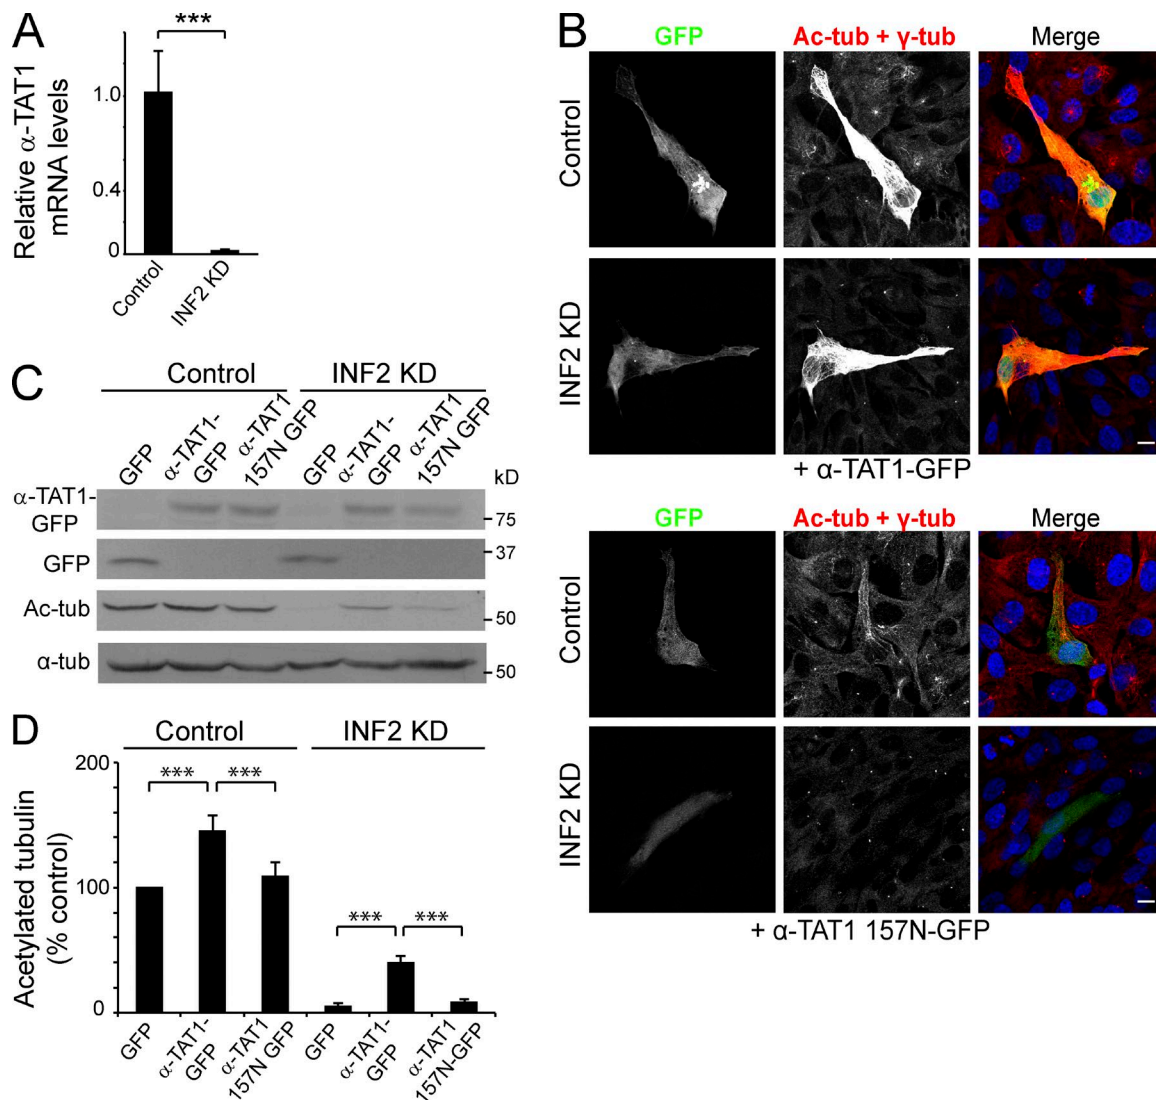 A
***
Relative α-TAT1
mRNA levels
1.0
0.4
0
Control
INF2 KD
B
GFP
Ac-tub + γ-tub
Merge
Control
INF2 KD
+ α-TAT1-GFP
GFP
Ac-tub + γ-tub
Merge
Control
INF2 KD
+ α-TAT1 157N-GFP
C
Control
INF2 KD
GFP
α-TAT1-
GFP
α-TAT1
157N GFP
GFP
α-TAT1-
GFP
α-TAT1
157N GFP
kD
α-TAT1-
GFP
75
GFP
37
Ac-tub
50
α-tub
50
D
Control
INF2 KD
Acetylated tubulin
(% control)
200
100
0
***
***
***
***
GFP
α-TAT1-
GFP
α-TAT1
157N GFP
GFP
α-TAT1-
GFP
α-TAT1
157N-GFP